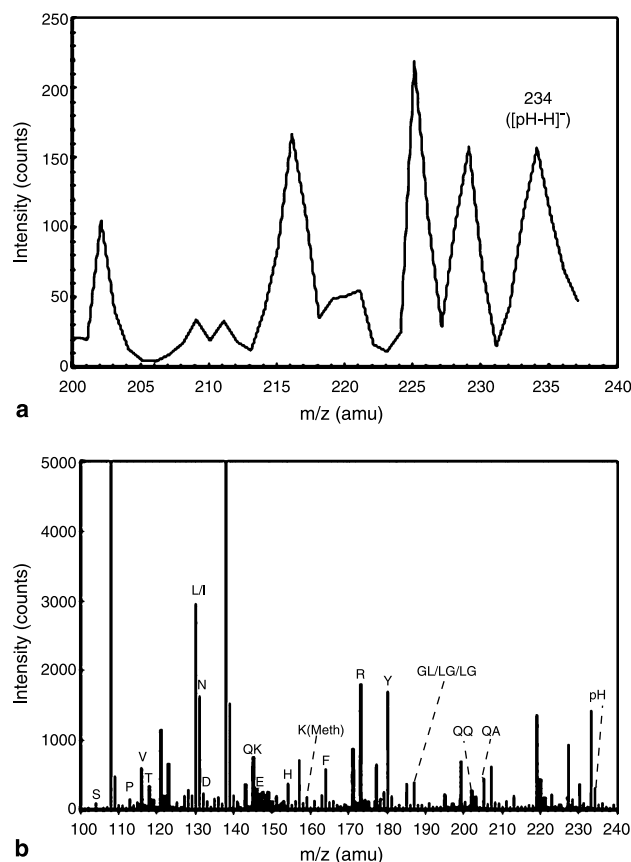 250
200
150
100
50
0
Intensity (counts)
234
([pH-H]⁻)
200 205 210 215 220 225 230 235 240
m/z (amu)
a
5000
4000
3000
2000
1000
0
Intensity (counts)
L/I
N
R
Y
GL/LG/LG
K(Meth)
QK
V
T
P
S
D
E
H
F
QQ
QA
pH
100 110 120 130 140 150 160 170 180 190 200 210 220 230 240
m/z (amu)
b